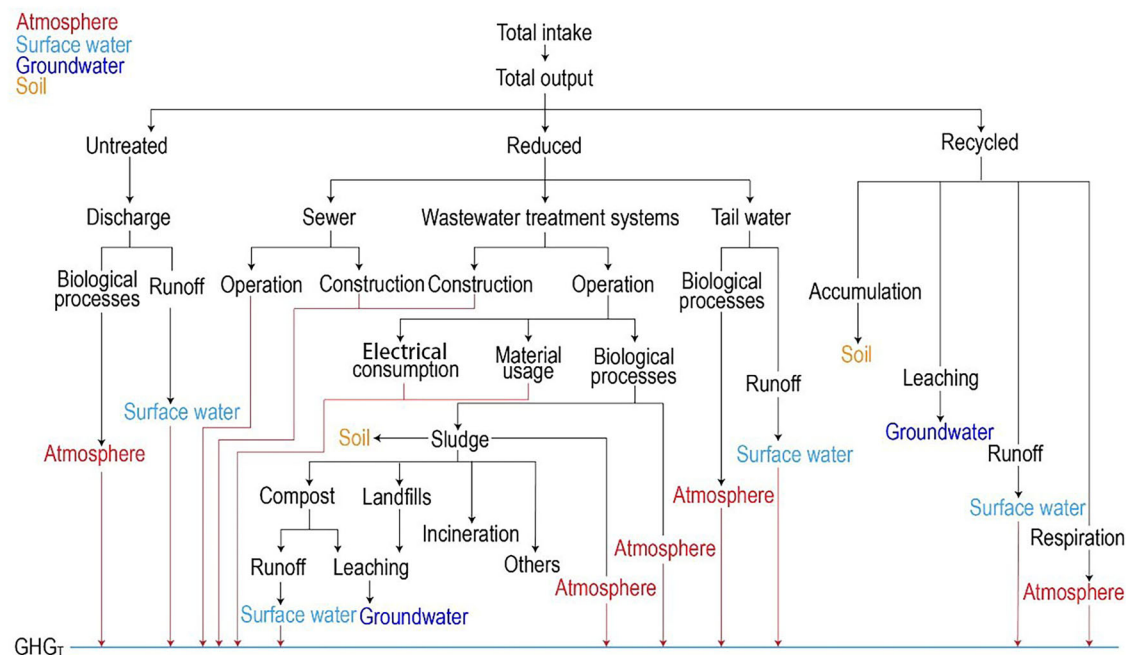 Atmosphere
Surface water
Groundwater
Soil
Total intake
Total output
Untreated
Reduced
Recycled
Discharge
Sewer
Wastewater treatment systems
Tail water
Biological
processes
Runoff
Operation
Construction
Construction
Operation
Biological
processes
Accumulation
Electrical
consumption
Material
usage
Biological
processes
Soil
Runoff
Leaching
Surface water
Atmosphere
Soil
Sludge
Groundwater
Runoff
Surface water
Compost
Landfills
Atmosphere
Surface water
Incineration
Respiration
Runoff
Leaching
Others
Atmosphere
Atmosphere
Atmosphere
Surface water
Groundwater
GHGT